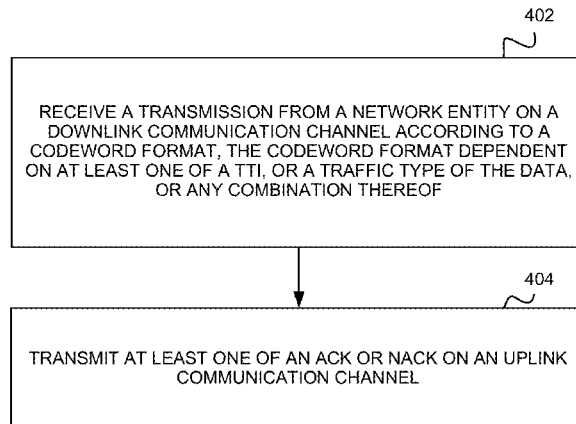 402
RECEIVE A TRANSMISSION FROM A NETWORK ENTITY ON A
DOWNLINK COMMUNICATION CHANNEL ACCORDING TO A
CODEWORD FORMAT, THE CODEWORD FORMAT DEPENDENT
ON AT LEAST ONE OF A TTI, OR A TRAFFIC TYPE OF THE DATA,
OR ANY COMBINATION THEREOF
404
TRANSMIT AT LEAST ONE OF AN ACK OR NACK ON AN UPLINK
COMMUNICATION CHANNEL